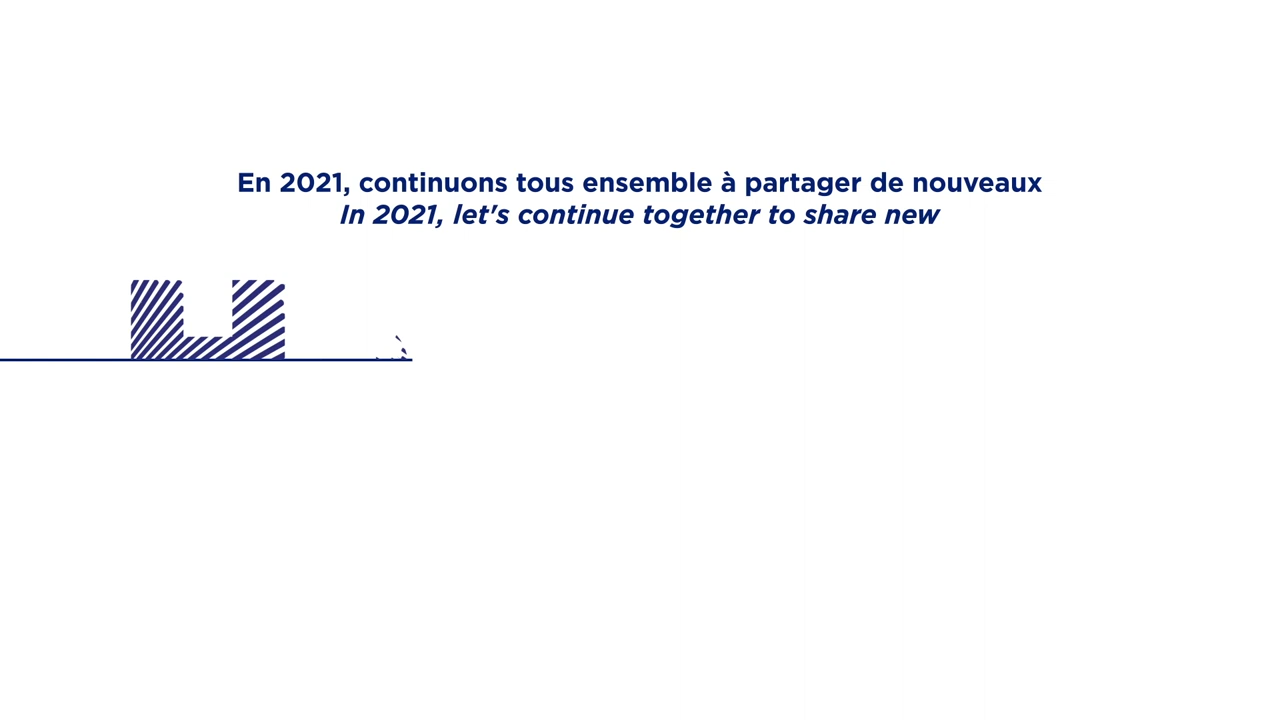 En 2021, continuons tous ensemble à partager de nouveaux
In 2021, let's continue together to share new